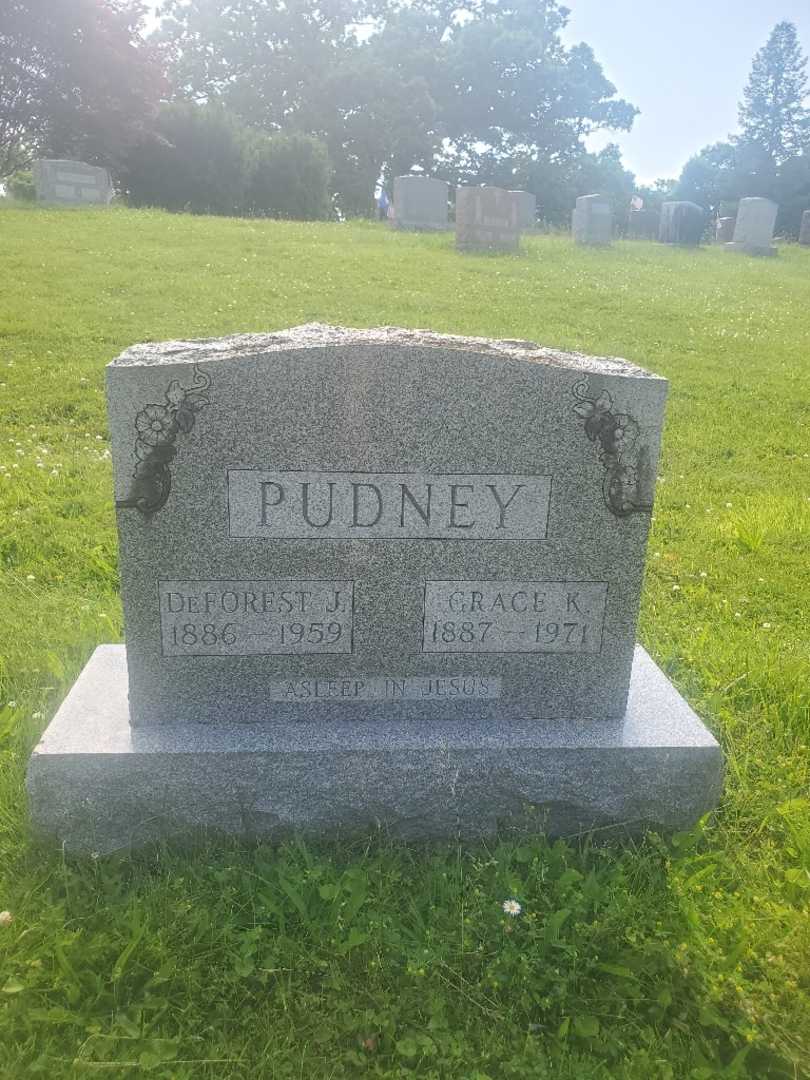 PUDNEY
DEFOREST J.
1886 — 1959
GRACE K.
1887 — 1971
ASLEEP IN JESUS